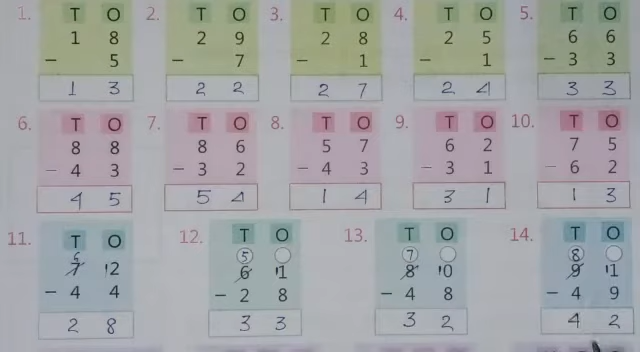 1. T O 2. T O 3. T O 4. T O 5. T O
1 8 2 9 2 8 2 5 6 6
- 5 - 7 - 1 - 1 - 3 3
1 3 2 2 2 7 2 4 3 3
6. T O 7. T O 8. T O 9. T O 10. T O
8 8 8 6 5 7 6 2 7 5
- 4 3 - 3 2 - 4 3 - 3 1 - 6 2
4 5 5 4 1 4 3 1 1 3
11. T O 12. T O 13. T O 14. T O
5 7 8
7 12 6 11 8 10 9 11
- 4 4 - 2 8 - 4 8 - 4 9
2 8 3 3 3 2 4 2